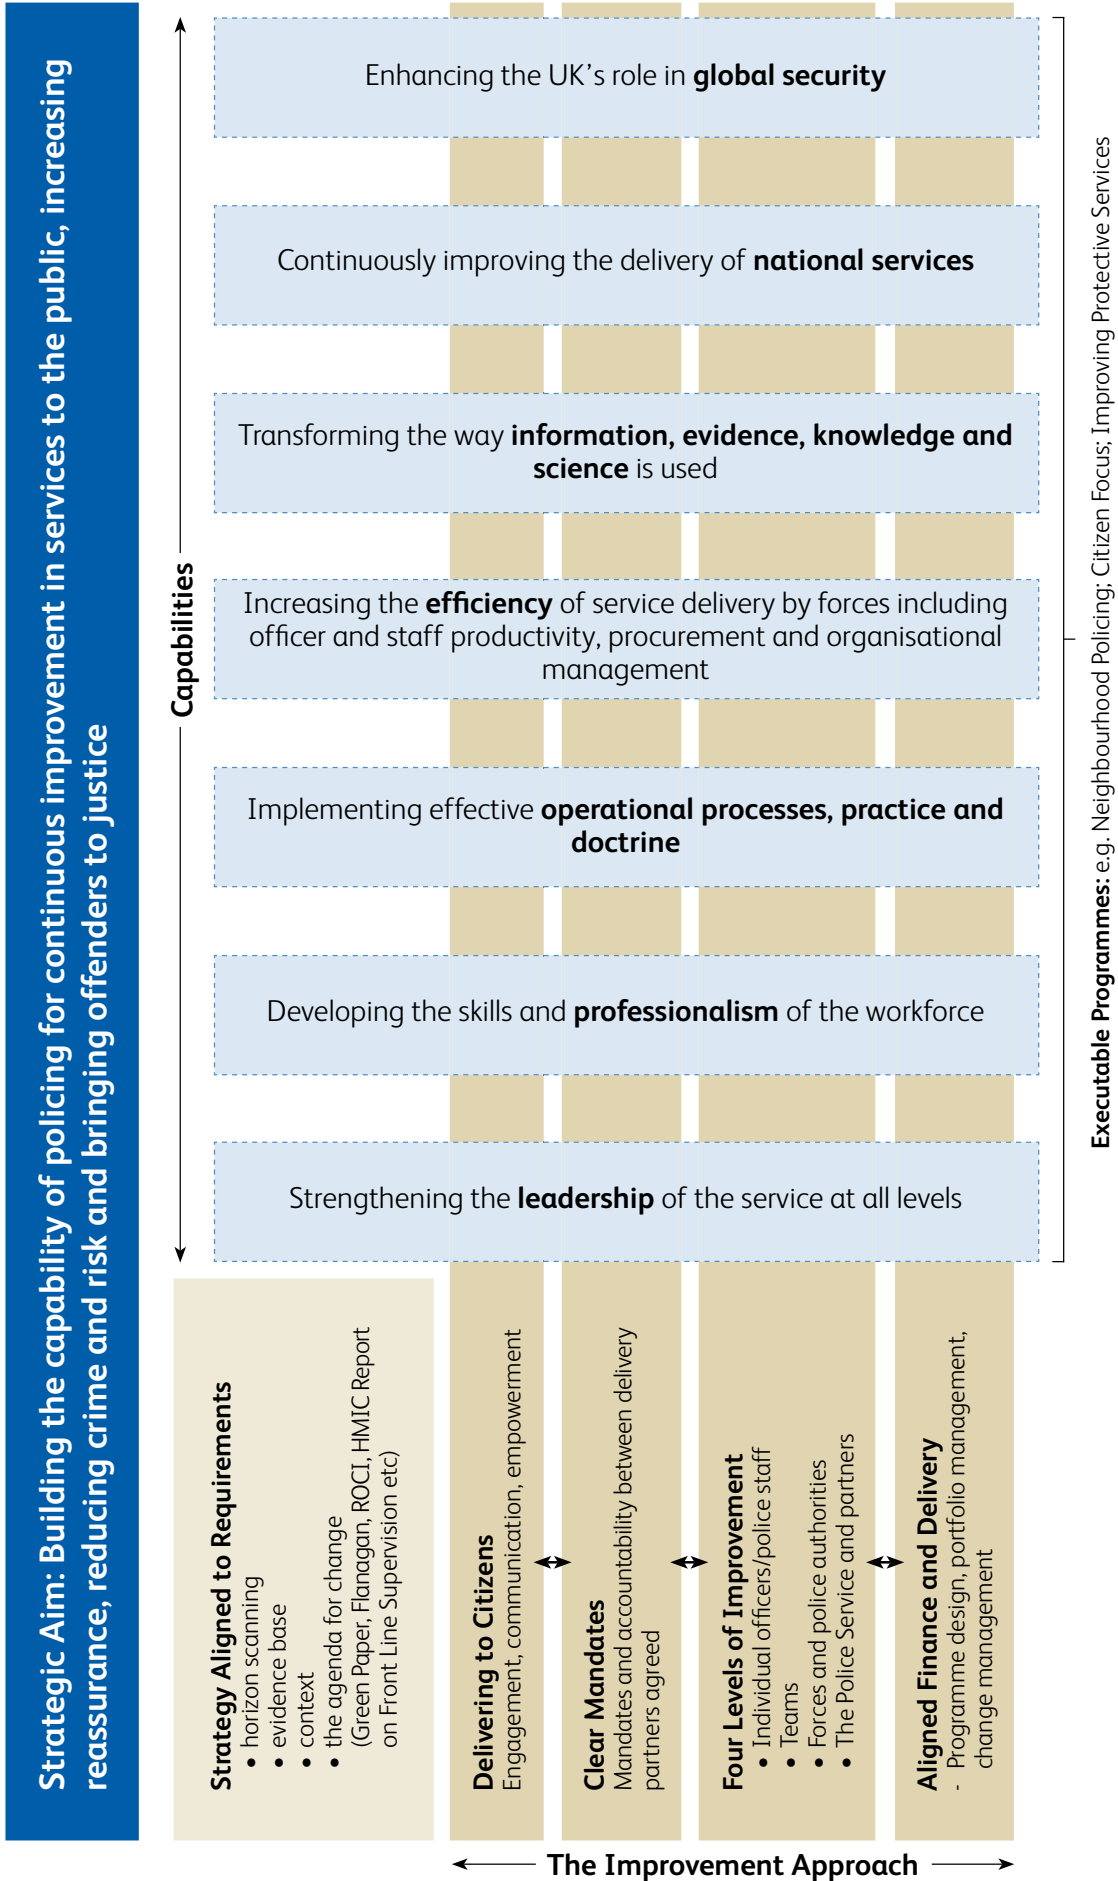 Strategic Aim: Building the capability of policing for continuous improvement in services to the public, increasing
reassurance, reducing crime and risk and bringing offenders to justice
Capabilities
Strategy Aligned to Requirements
• horizon scanning
• evidence base
• context
• the agenda for change
(Green Paper, Flanagan, ROCI, HMIC Report
on Front Line Supervision etc)
The Improvement Approach
Delivering to Citizens
Engagement, communication, empowerment
Clear Mandates
Mandates and accountability between delivery
partners agreed
Four Levels of Improvement
• Individual officers/police staff
• Teams
• Forces and police authorities
• The Police Service and partners
Aligned Finance and Delivery
- Programme design, portfolio management,
change management
Enhancing the UK's role in global security
Continuously improving the delivery of national services
Transforming the way information, evidence, knowledge and
science is used
Increasing the efficiency of service delivery by forces including
officer and staff productivity, procurement and organisational
management
Implementing effective operational processes, practice and
doctrine
Developing the skills and professionalism of the workforce
Strengthening the leadership of the service at all levels
Executable Programmes: e.g. Neighbourhood Policing; Citizen Focus; Improving Protective Services